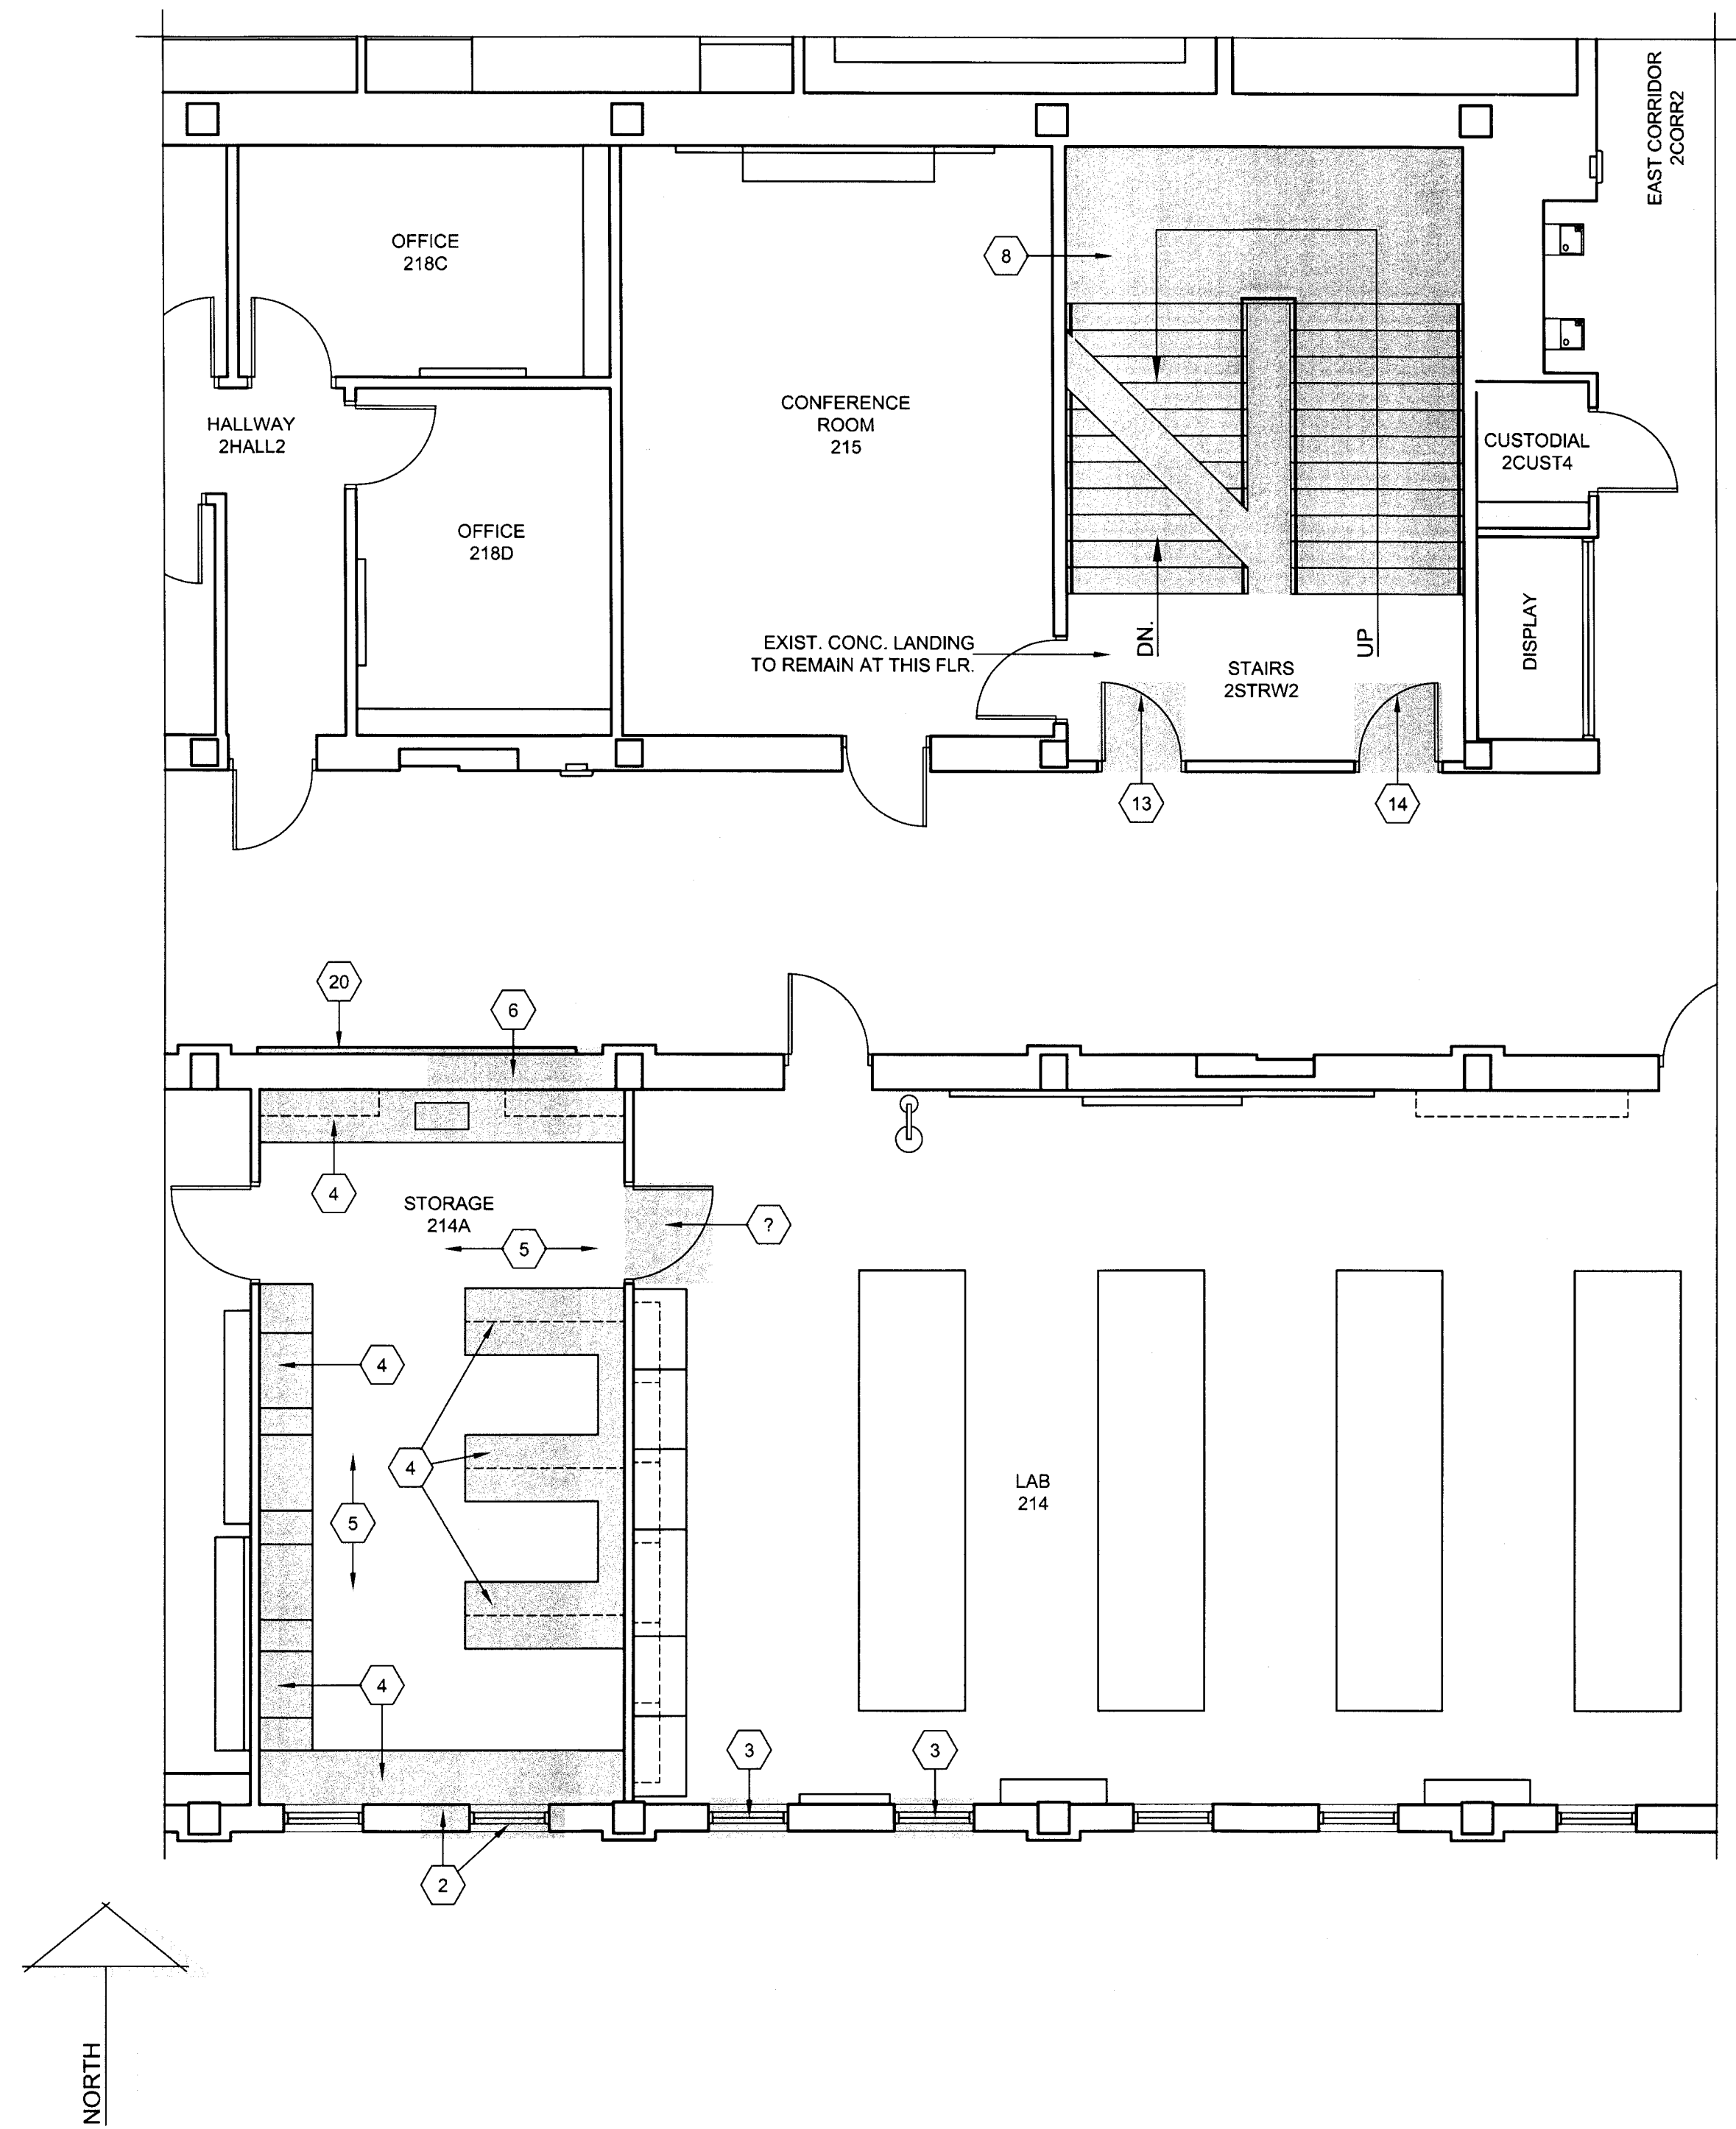 EAST CORRIDOR
2CORR2
OFFICE
218C
8
CONFERENCE
ROOM
215
HALLWAY
2HALL2
CUSTODIAL
2CUST4
OFFICE
218D
DISPLAY
EXIST. CONC. LANDING
TO REMAIN AT THIS FLR.
DN.
UP
STAIRS
2STRW2
13
14
20
6
4
STORAGE
214A
?
5
4
4
LAB
214
5
4
3
3
2
NORTH